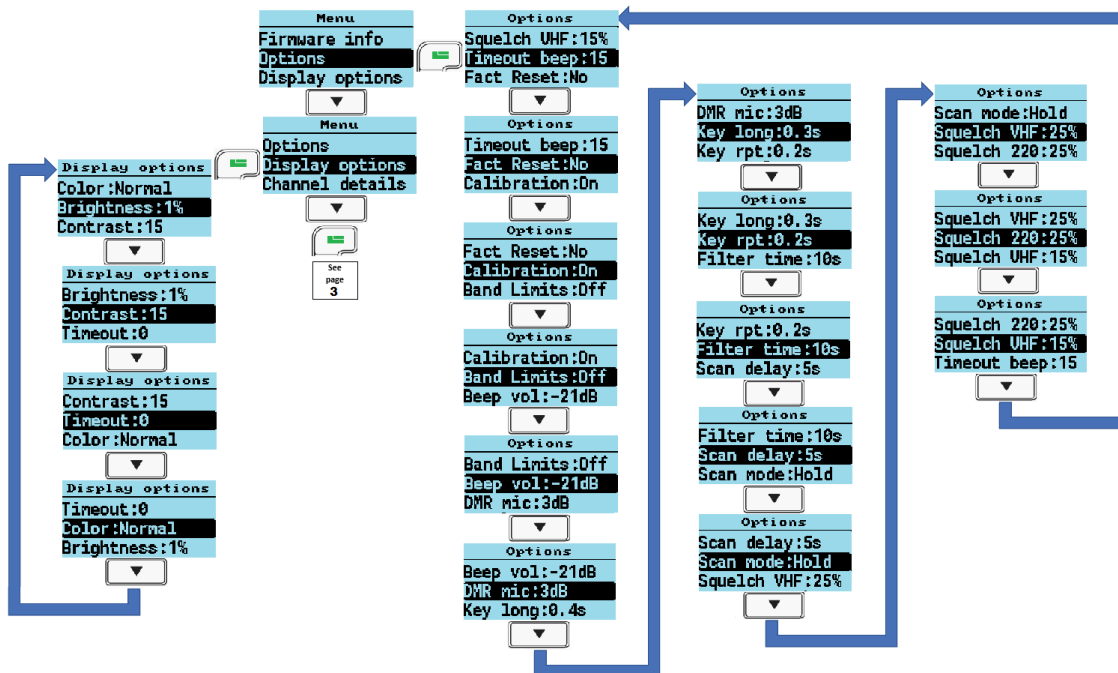 Menu
Firmware info
Options
Display options
Menu
Options
Display options
Channel details
See
page
3
Display options
Color:Normal
Brightness:1%
Contrast:15
Display options
Brightness:1%
Contrast:15
Timeout:0
Display options
Contrast:15
Timeout:0
Color:Normal
Display options
Timeout:0
Color:Normal
Brightness:1%
Options
Squelch VHF:15%
Timeout beep:15
Fact Reset:No
Options
Timeout beep:15
Fact Reset:No
Calibration:On
Options
Fact Reset:No
Calibration:On
Band Limits:Off
Options
Calibration:On
Band Limits:Off
Beep vol:-21dB
Options
Band Limits:Off
Beep vol:-21dB
DMR mic:3dB
Options
Beep vol:-21dB
DMR mic:3dB
Key long:0.4s
Options
DMR mic:3dB
Key long:0.3s
Key rpt:0.2s
Options
Key long:0.3s
Key rpt:0.2s
Filter time:10s
Options
Key rpt:0.2s
Filter time:10s
Scan delay:5s
Options
Filter time:10s
Scan delay:5s
Scan mode:Hold
Options
Scan delay:5s
Scan mode:Hold
Squelch VHF:25%
Options
Scan mode:Hold
Squelch VHF:25%
Squelch 220:25%
Options
Squelch VHF:25%
Squelch 220:25%
Squelch VHF:15%
Options
Squelch 220:25%
Squelch VHF:15%
Timeout beep:15